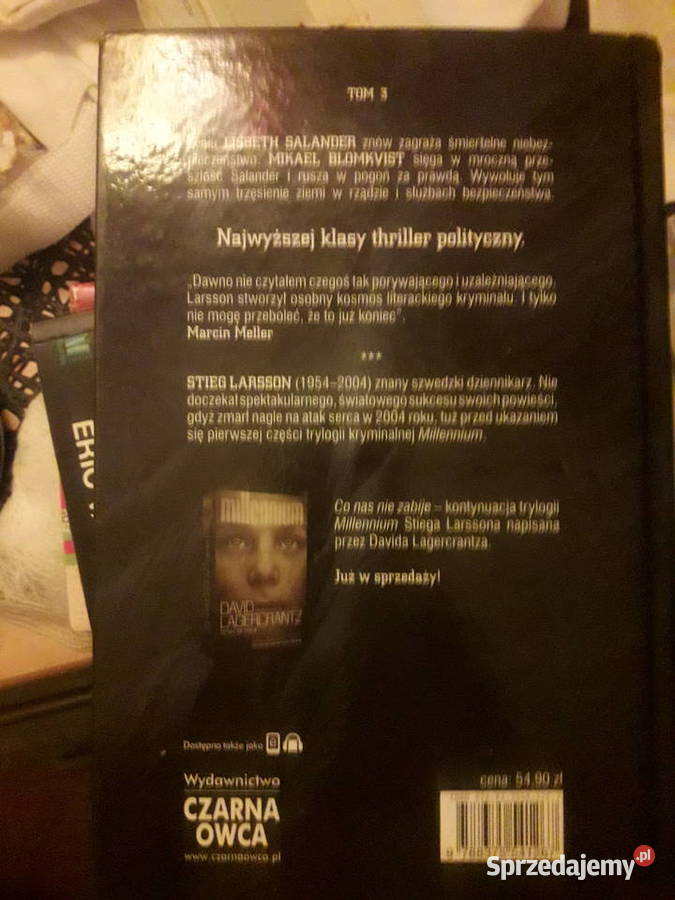 TOM 3
LISBETH SALANDER znów zagraża śmiertelne niebez-
pieczeństwo. MIKAEL BLOMKVIST sięga w mroczną prze-
szłość Salander i rusza w pogoń za prawdą. Wywołuje tym
samym trzęsienie ziemi w rządzie i służbach bezpieczeństwa.
Najwyższej klasy thriller polityczny.
„Dawno nie czytałem czegoś tak porywającego i uzależniającego.
Larsson stworzył osobny kosmos literackiego kryminału. I tylko
nie mogę przeboleć, że to już koniec”.
Marcin Meller
***
STIEG LARSSON (1954–2004) znany szwedzki dziennikarz. Nie
doczekał spektakularnego, światowego sukcesu swoich powieści,
gdyż zmarł nagle na atak serca w 2004 roku, tuż przed ukazaniem
się pierwszej części trylogii kryminalnej Millennium.
millennium
DAVID
LAGERCRANTZ
Co nas nie zabije – kontynuacja trylogii
Millennium Stiega Larssona napisana
przez Davida Lagercrantza.
Już w sprzedaży!
ERIC
Dostępna także jako
Wydawnictwo
CZARNA
OWCA
www.czarnaowca.pl
cena: 54,90 zł
Sprzedajemy.pl